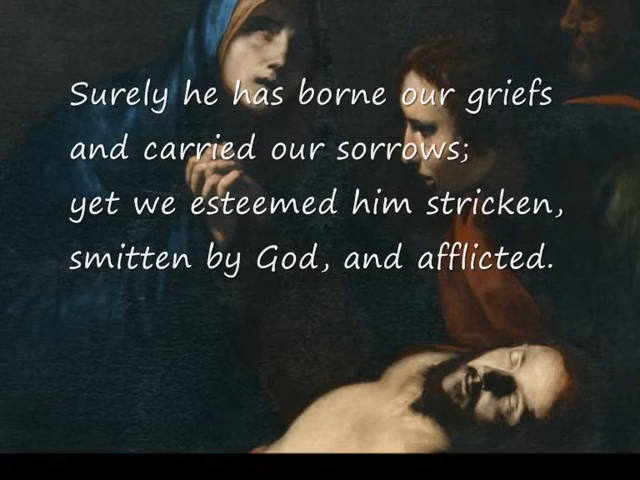 Surely he has borne our griefs
and carried our sorrows;
yet we esteemed him stricken,
smitten by God, and afflicted.